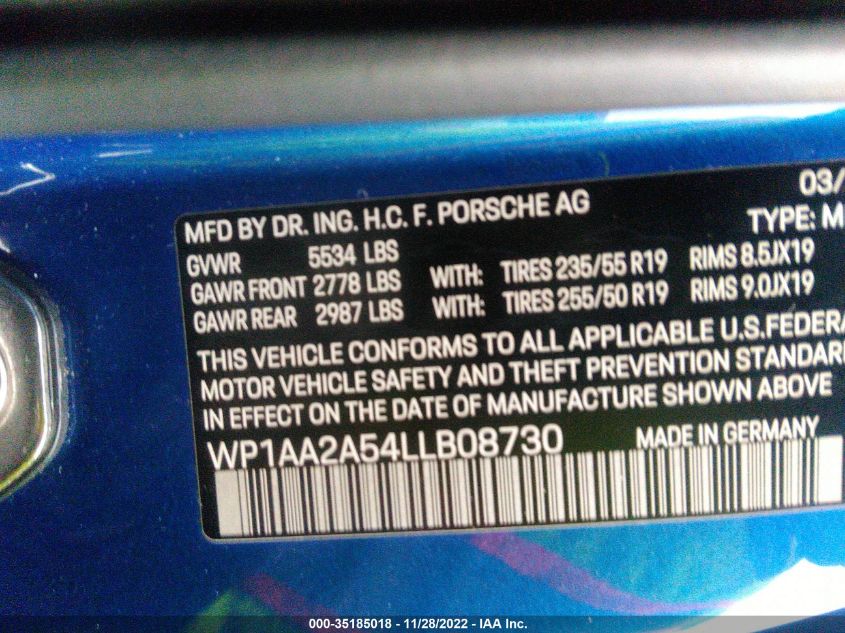 03/
MFD BY DR. ING. H.C. F. PORSCHE AG
TYPE: M
GVWR 5534 LBS
GAWR FRONT 2778 LBS WITH: TIRES 235/55 R19 RIMS 8.5JX19
GAWR REAR 2987 LBS WITH: TIRES 255/50 R19 RIMS 9.0JX19
THIS VEHICLE CONFORMS TO ALL APPLICABLE U.S.FEDERA
MOTOR VEHICLE SAFETY AND THEFT PREVENTION STANDAR
IN EFFECT ON THE DATE OF MANUFACTURE SHOWN ABOVE
WP1AA2A54LLB08730 MADE IN GERMANY
000-35185018 - 11/28/2022 - IAA Inc.